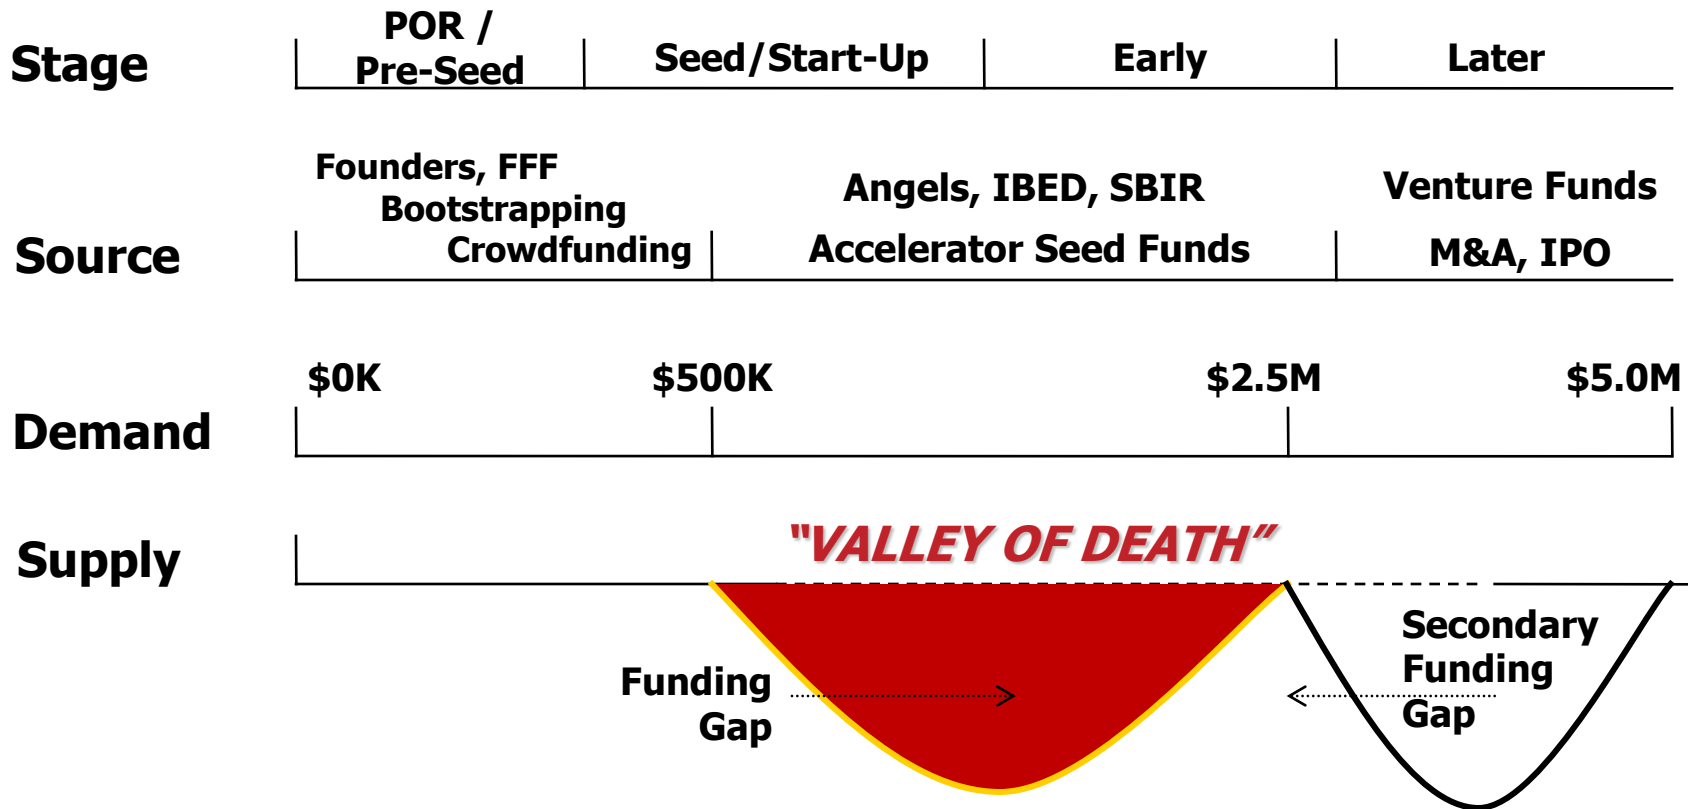 Stage
POR /
Pre-Seed
Seed/Start-Up
Early
Later
Source
Founders, FFF
Bootstrapping
Crowdfunding
Angels, IBED, SBIR
Accelerator Seed Funds
Venture Funds
M&A, IPO
Demand
$0K
$500K
$2.5M
$5.0M
Supply
"VALLEY OF DEATH"
Funding
Gap
Secondary
Funding
Gap